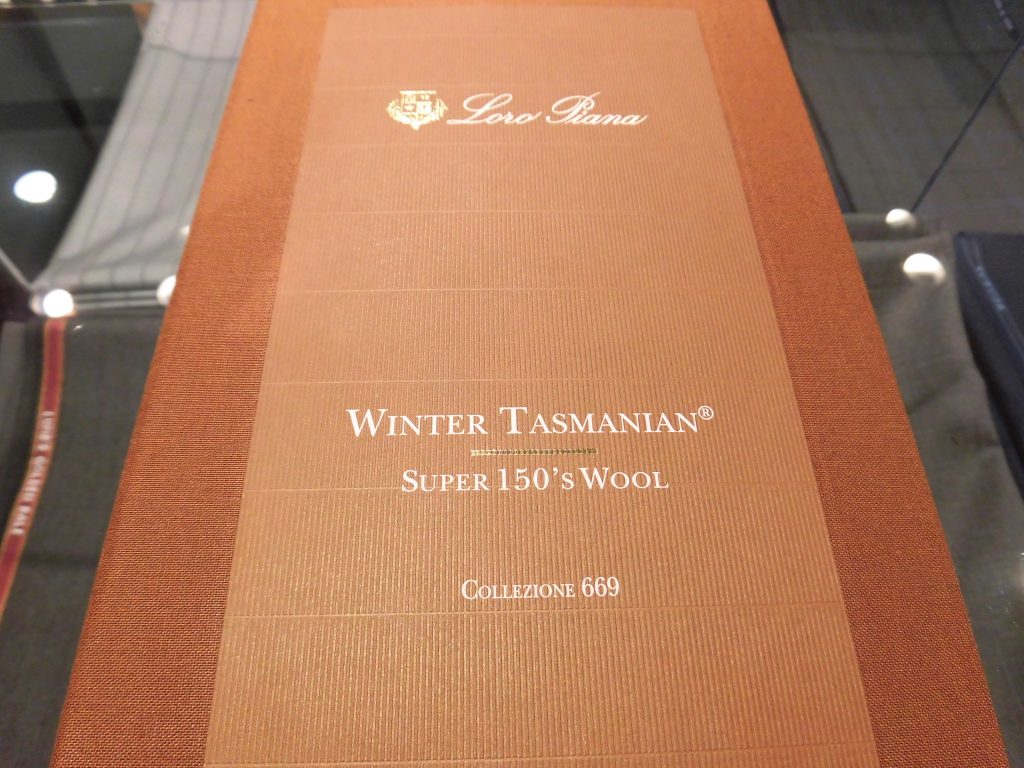 Loro Piana
WINTER TASMANIAN®
SUPER 150'S WOOL
COLLEZIONE 669